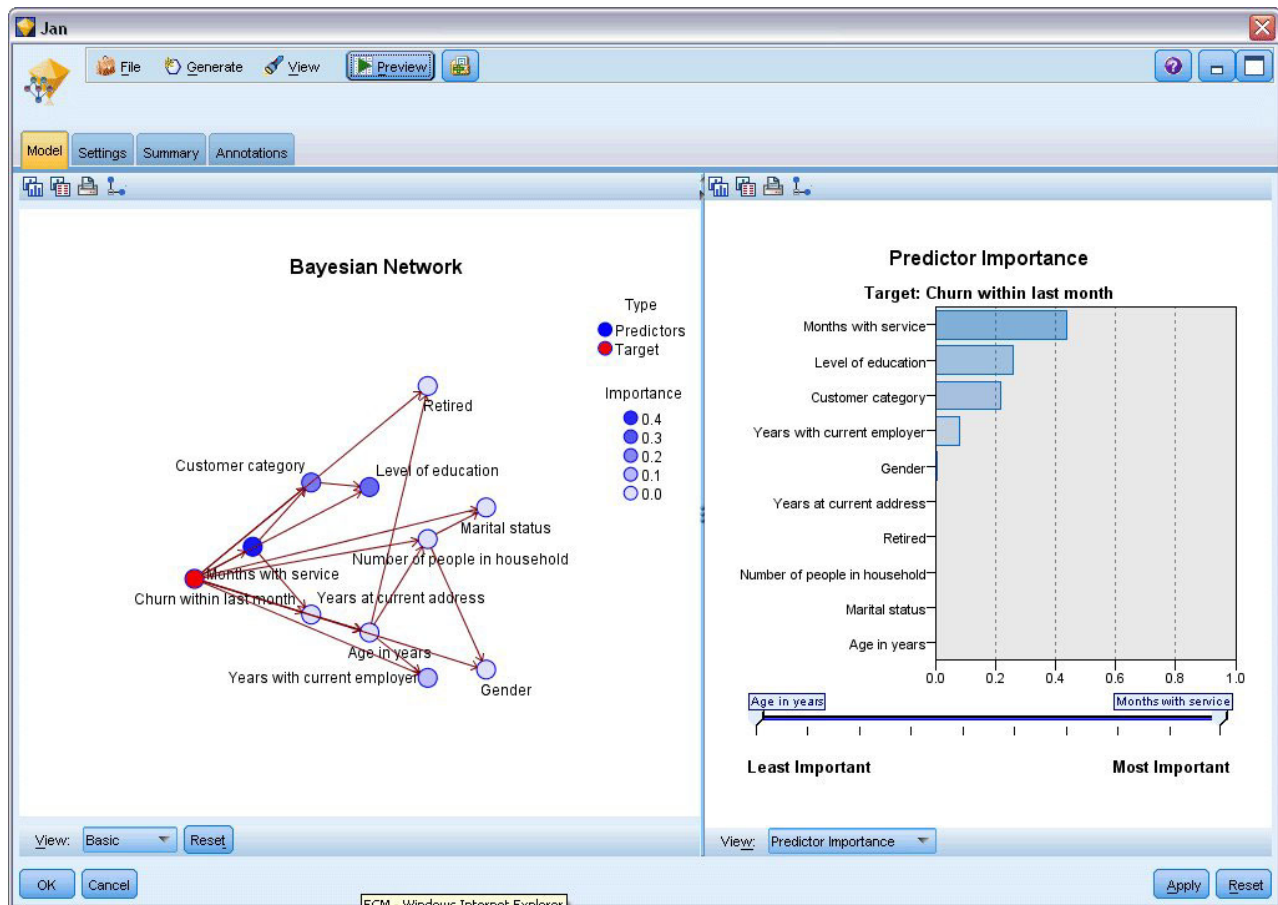 Jan
File Generate View Preview
Model Settings Summary Annotations
Bayesian Network
Type
Predictors
Target
Importance
0.4
0.3
0.2
0.1
0.0
Retired
Customer category
Level of education
Marital status
Number of people in household
Months with service
Churn within last month
Years at current address
Age in years
Years with current employer
Gender
View: Basic Reset
Predictor Importance
Target: Churn within last month
Months with service
Level of education
Customer category
Years with current employer
Gender
Years at current address
Retired
Number of people in household
Marital status
Age in years
0.0 0.2 0.4 0.6 0.8 1.0
Age in years Months with service
Least Important Most Important
View: Predictor Importance
OK Cancel Apply Reset
ECM - Windows Internet Explorer